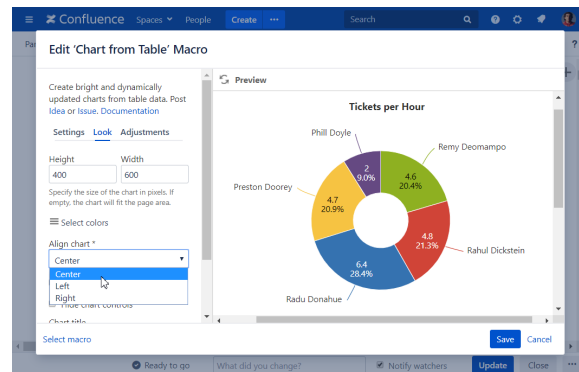 Confluence Spaces People Create ··· Search
Pa
Edit 'Chart from Table' Macro
Create bright and dynamically
updated charts from table data. Post
Idea or Issue. Documentation
Settings Look Adjustments
Height Width
400 600
Specify the size of the chart in pixels. If
empty, the chart will fit the page area.
Select colors
Align chart *
Center
Center
Left
Right
Hide chart controls
Chart title
Preview
Tickets per Hour
Phill Doyle
2
9.0%
Remy Deomampo
4.6
20.4%
Preston Doorey
4.7
20.9%
4.8
21.3%
Rahul Dickstein
6.4
28.4%
Radu Donahue
Select macro
Save Cancel
Ready to go What did you change? Notify watchers Update Close ···